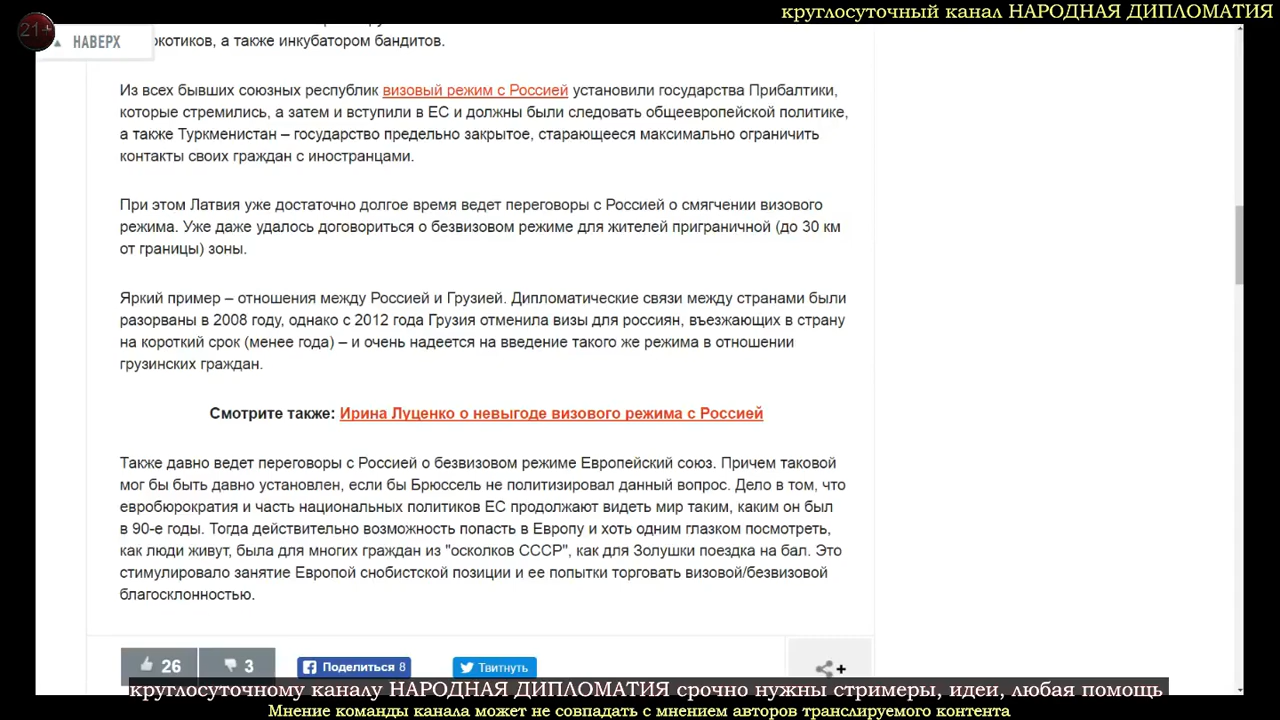 круглосуточный канал НАРОДНАЯ ДИПЛОМАТИЯ
21+
НАВЕРХ
а также инкубатором бандитов.
Из всех бывших союзных республик визовый режим с Россией установили государства Прибалтики,
которые стремились, а затем и вступили в ЕС и должны были следовать общеевропейской политике,
а также Туркменистан – государство предельно закрытое, старающееся максимально ограничить
контакты своих граждан с иностранцами.
При этом Латвия уже достаточно долгое время ведет переговоры с Россией о смягчении визового
режима. Уже даже удалось договориться о безвизовом режиме для жителей приграничной (до 30 км
от границы) зоны.
Яркий пример – отношения между Россией и Грузией. Дипломатические связи между странами были
разорваны в 2008 году, однако с 2012 года Грузия отменила визы для россиян, въезжающих в страну
на короткий срок (менее года) – и очень надеется на введение такого же режима в отношении
грузинских граждан.
Смотрите также: Ирина Луценко о невыгоде визового режима с Россией
Также давно ведет переговоры с Россией о безвизовом режиме Европейский союз. Причем таковой
мог бы быть давно установлен, если бы Брюссель не политизировал данный вопрос. Дело в том, что
евробюрократия и часть национальных политиков ЕС продолжают видеть мир таким, каким он был
в 90-е годы. Тогда действительно возможность попасть в Европу и хоть одним глазком посмотреть,
как люди живут, была для многих граждан из "осколков СССР", как для Золушки поездка на бал. Это
стимулировало занятие Европой снобистской позиции и ее попытки торговать визовой/безвизовой
благосклонностью.
26 3 Поделиться 8 Твитнуть
круглосуточному каналу НАРОДНАЯ ДИПЛОМАТИЯ срочно нужны стримеры, идеи, любая помощь
Мнение команды канала может не совпадать с мнением авторов транслируемого контента